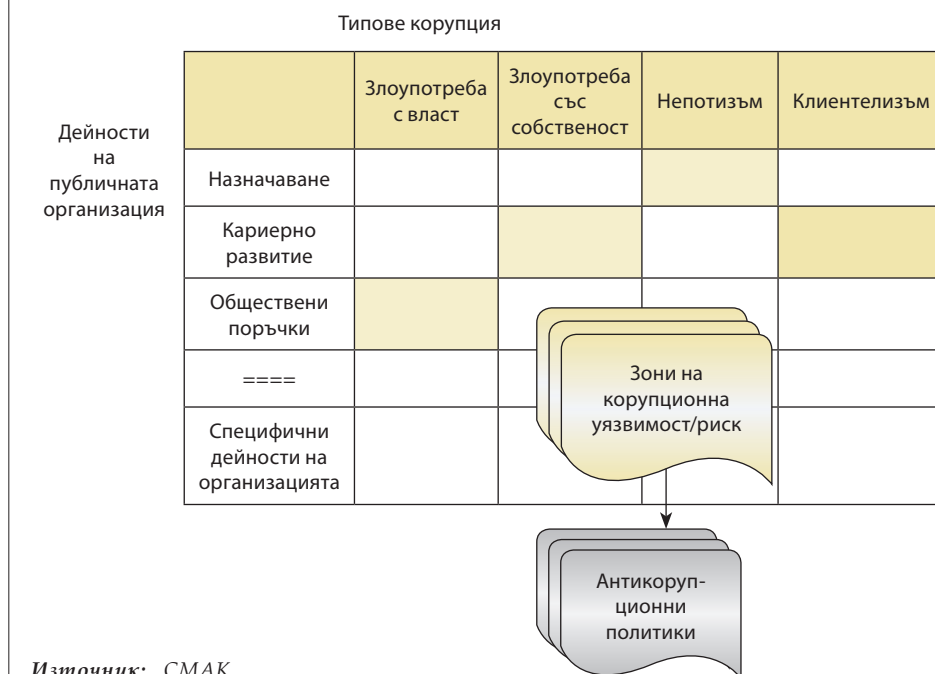 Типове корупция
Злоупотреба
с власт
Злоупотреба
със
собственост
Непотизъм
Клиентелизъм
Дейности
на
публичната
организация
Назначаване
Кариерно
развитие
Обществени
поръчки
====
Специфични
дейности на
организацията
Зони на
корупционна
уязвимост/риск
Антикоруп-
ционни
политики
Източник: СМАК